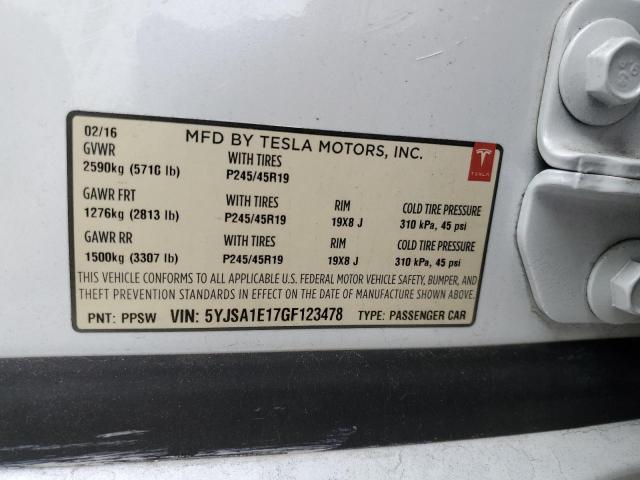 02/16 MFD BY TESLA MOTORS, INC.
TESLA
GVWR WITH TIRES
2590kg (5710 lb) P245/45R19
GAWR FRT WITH TIRES RIM COLD TIRE PRESSURE
1276kg (2813 lb) P245/45R19 19X8 J 310 kPa, 45 psi
GAWR RR WITH TIRES RIM COLD TIRE PRESSURE
1500kg (3307 lb) P245/45R19 19X8 J 310 kPa, 45 psi
THIS VEHICLE CONFORMS TO ALL APPLICABLE U.S. FEDERAL MOTOR VEHICLE SAFETY, BUMPER, AND
THEFT PREVENTION STANDARDS IN EFFECT ON THE DATE OF MANUFACTURE SHOWN ABOVE.
PNT: PPSW VIN: 5YJSA1E17GF123478 TYPE: PASSENGER CAR